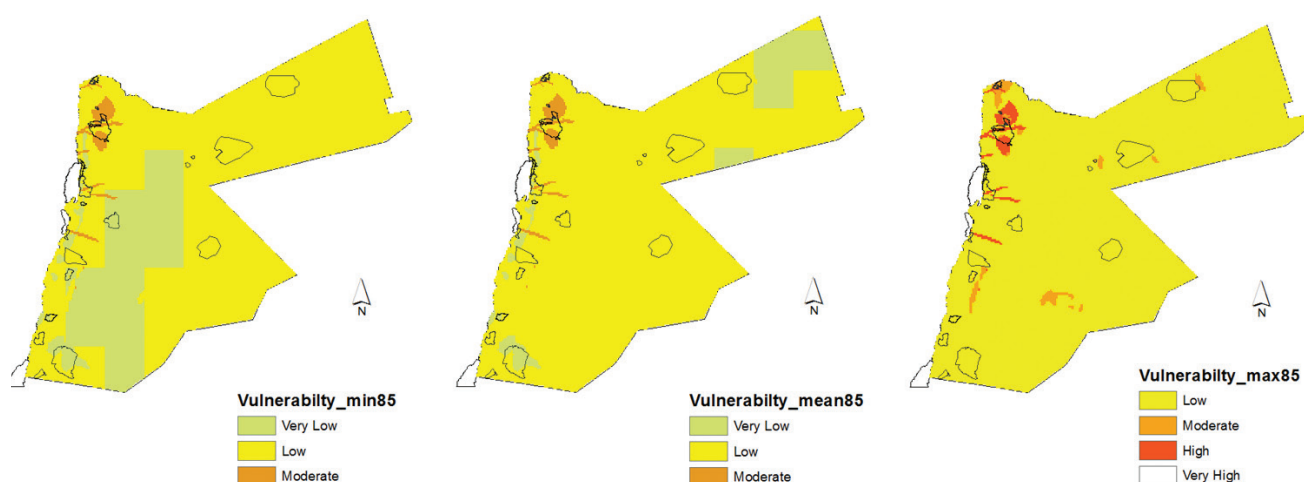 N
Vulnerabilty_min85
Very Low
Low
Moderate
N
Vulnerabilty_mean85
Very Low
Low
Moderate
N
Vulnerabilty_max85
Low
Moderate
High
Very High